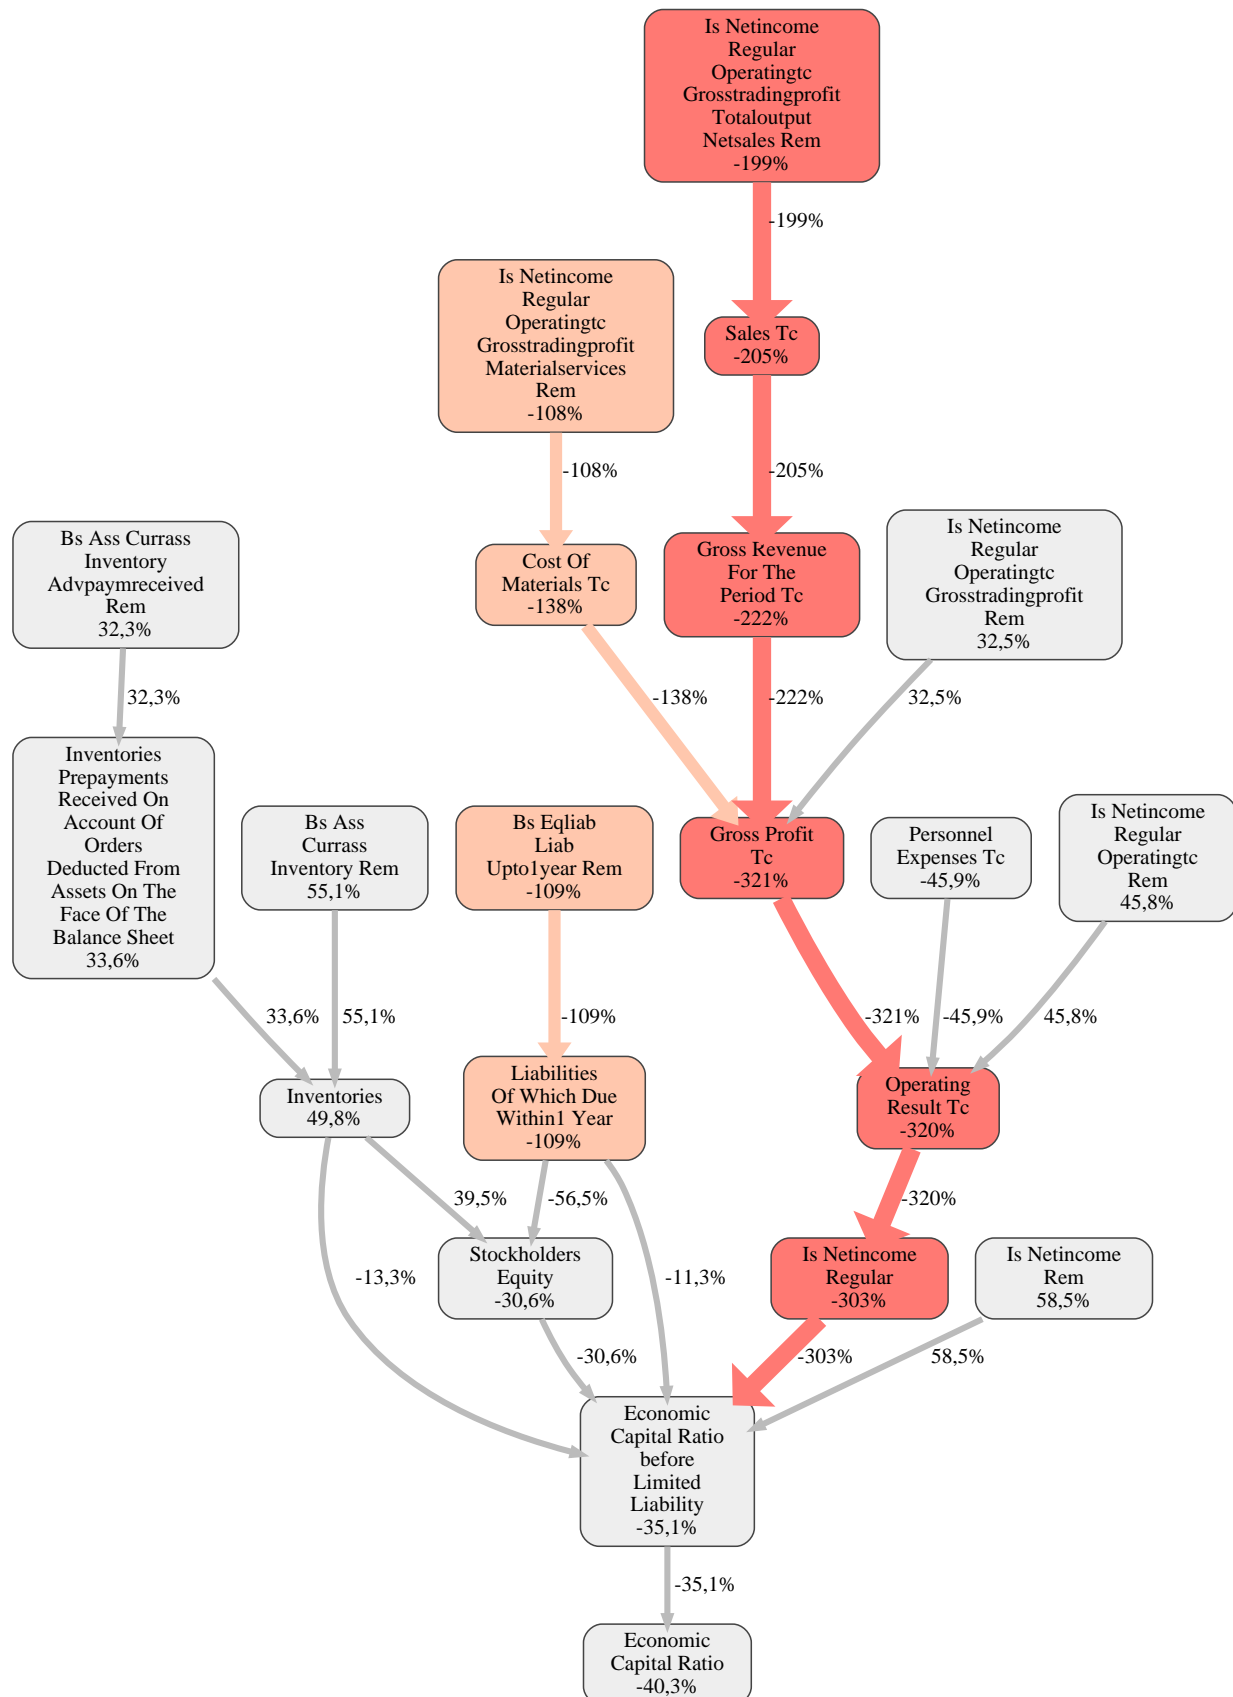 Is Netincome
Regular
Operatingtc
Grosstradingprofit
Totaloutput
Netsales Rem
-199%
-199%
Is Netincome
Regular
Operatingtc
Grosstradingprofit
Materialservices
Rem
-108%
Sales Tc
-205%
-108%
-205%
Bs Ass Currass
Inventory
Advpaymreceived
Rem
32,3%
Cost Of
Materials Tc
-138%
Gross Revenue
For The
Period Tc
-222%
Is Netincome
Regular
Operatingtc
Grosstradingprofit
Rem
32,5%
32,3%
-138%
-222%
32,5%
Inventories
Prepayments
Received On
Account Of
Orders
Deducted From
Assets On The
Face Of The
Balance Sheet
33,6%
Bs Ass
Currass
Inventory Rem
55,1%
Bs Eqliab
Liab
Upto1year Rem
-109%
Gross Profit
Tc
-321%
Personnel
Expenses Tc
-45,9%
Is Netincome
Regular
Operatingtc
Rem
45,8%
33,6%
55,1%
-109%
-321%
-45,9%
45,8%
Inventories
49,8%
Liabilities
Of Which Due
Within1 Year
-109%
Operating
Result Tc
-320%
39,5%
-56,5%
-320%
-13,3%
Stockholders
Equity
-30,6%
-11,3%
Is Netincome
Regular
-303%
Is Netincome
Rem
58,5%
-30,6%
-303%
58,5%
Economic
Capital Ratio
before
Limited
Liability
-35,1%
-35,1%
Economic
Capital Ratio
-40,3%